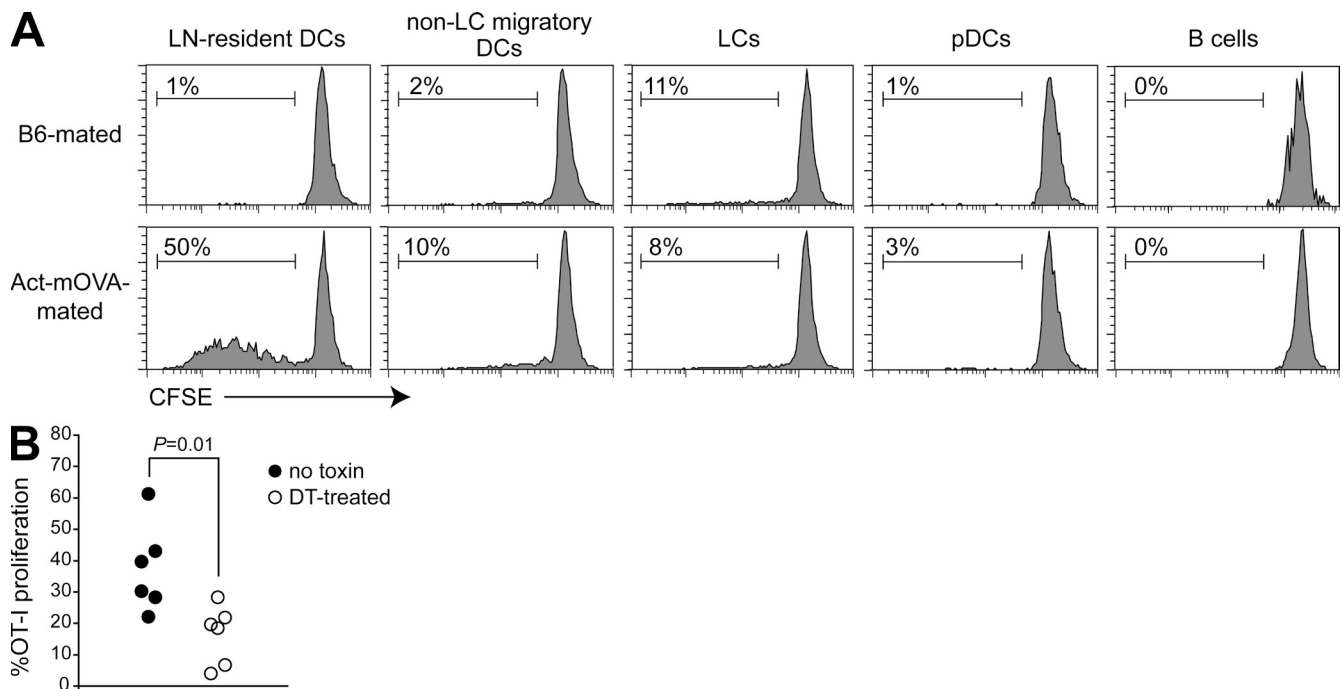 A
LN-resident DCs
non-LC migratory
DCs
LCs
pDCs
B cells
B6-mated
1%
2%
11%
1%
0%
Act-mOVA-
mated
50%
10%
8%
3%
0%
CFSE
B
%OT-I proliferation
80
70
60
50
40
30
20
10
0
P=0.01
no toxin
DT-treated